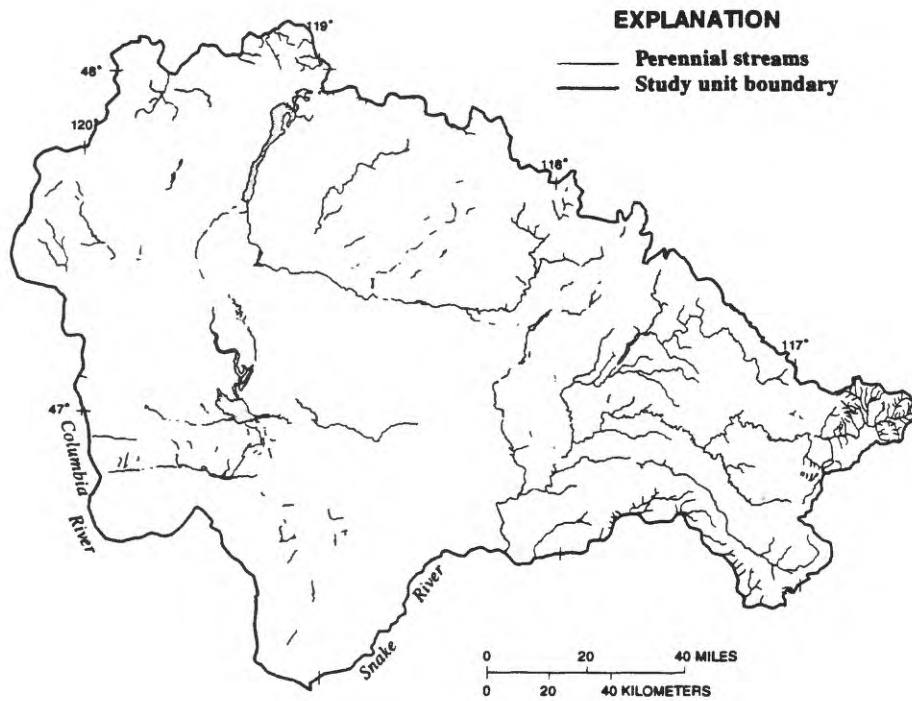 EXPLANATION
Perennial streams
Study unit boundary
119°
48°
120°
118°
117°
47°
Columbia
River
Snake
River
0 20 40 MILES
0 20 40 KILOMETERS